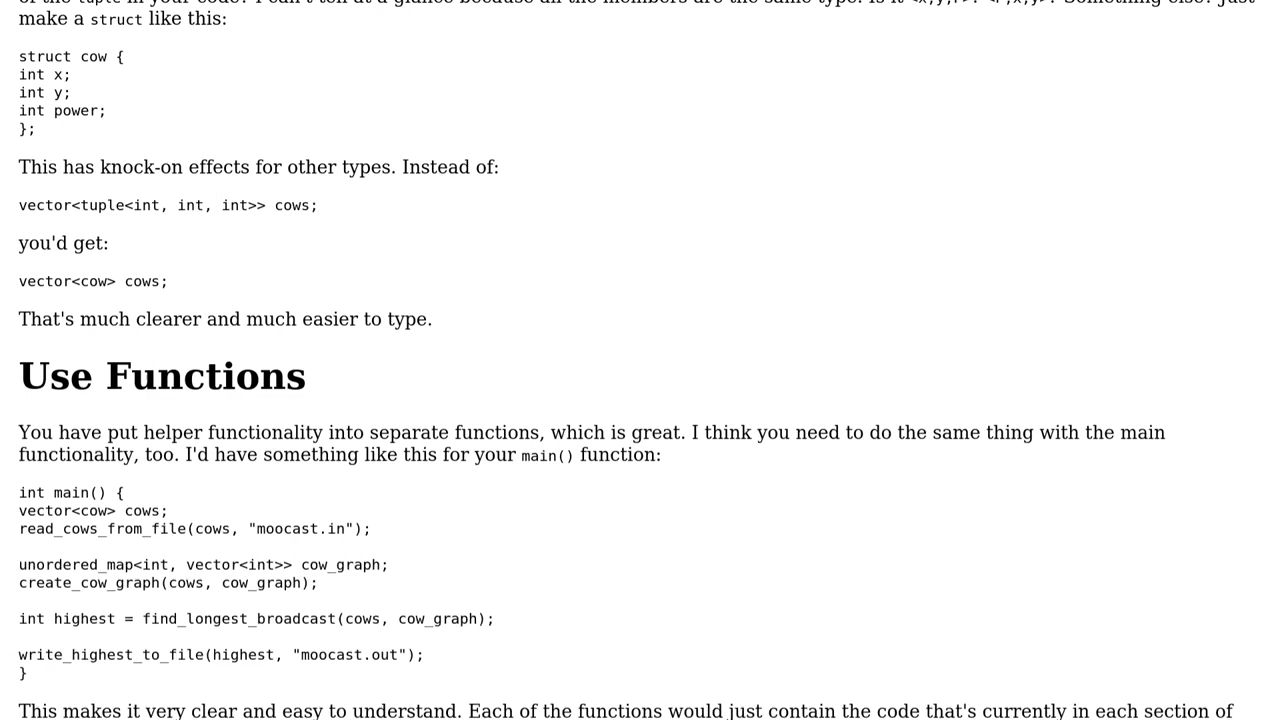 make a struct like this:
struct cow {
int x;
int y;
int power;
};
This has knock-on effects for other types. Instead of:
vector<tuple<int, int, int>> cows;
you'd get:
vector<cow> cows;
That's much clearer and much easier to type.
Use Functions
You have put helper functionality into separate functions, which is great. I think you need to do the same thing with the main
functionality, too. I'd have something like this for your main() function:
int main() {
vector<cow> cows;
read_cows_from_file(cows, "moocast.in");
unordered_map<int, vector<int>> cow_graph;
create_cow_graph(cows, cow_graph);
int highest = find_longest_broadcast(cows, cow_graph);
write_highest_to_file(highest, "moocast.out");
}
This makes it very clear and easy to understand. Each of the functions would just contain the code that's currently in each section of